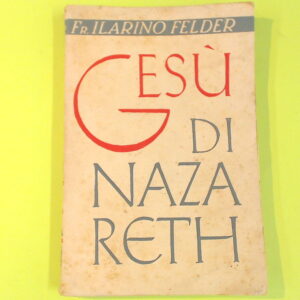 FR. ILARINO FELDER
GESÙ
DI
NAZA
RETH